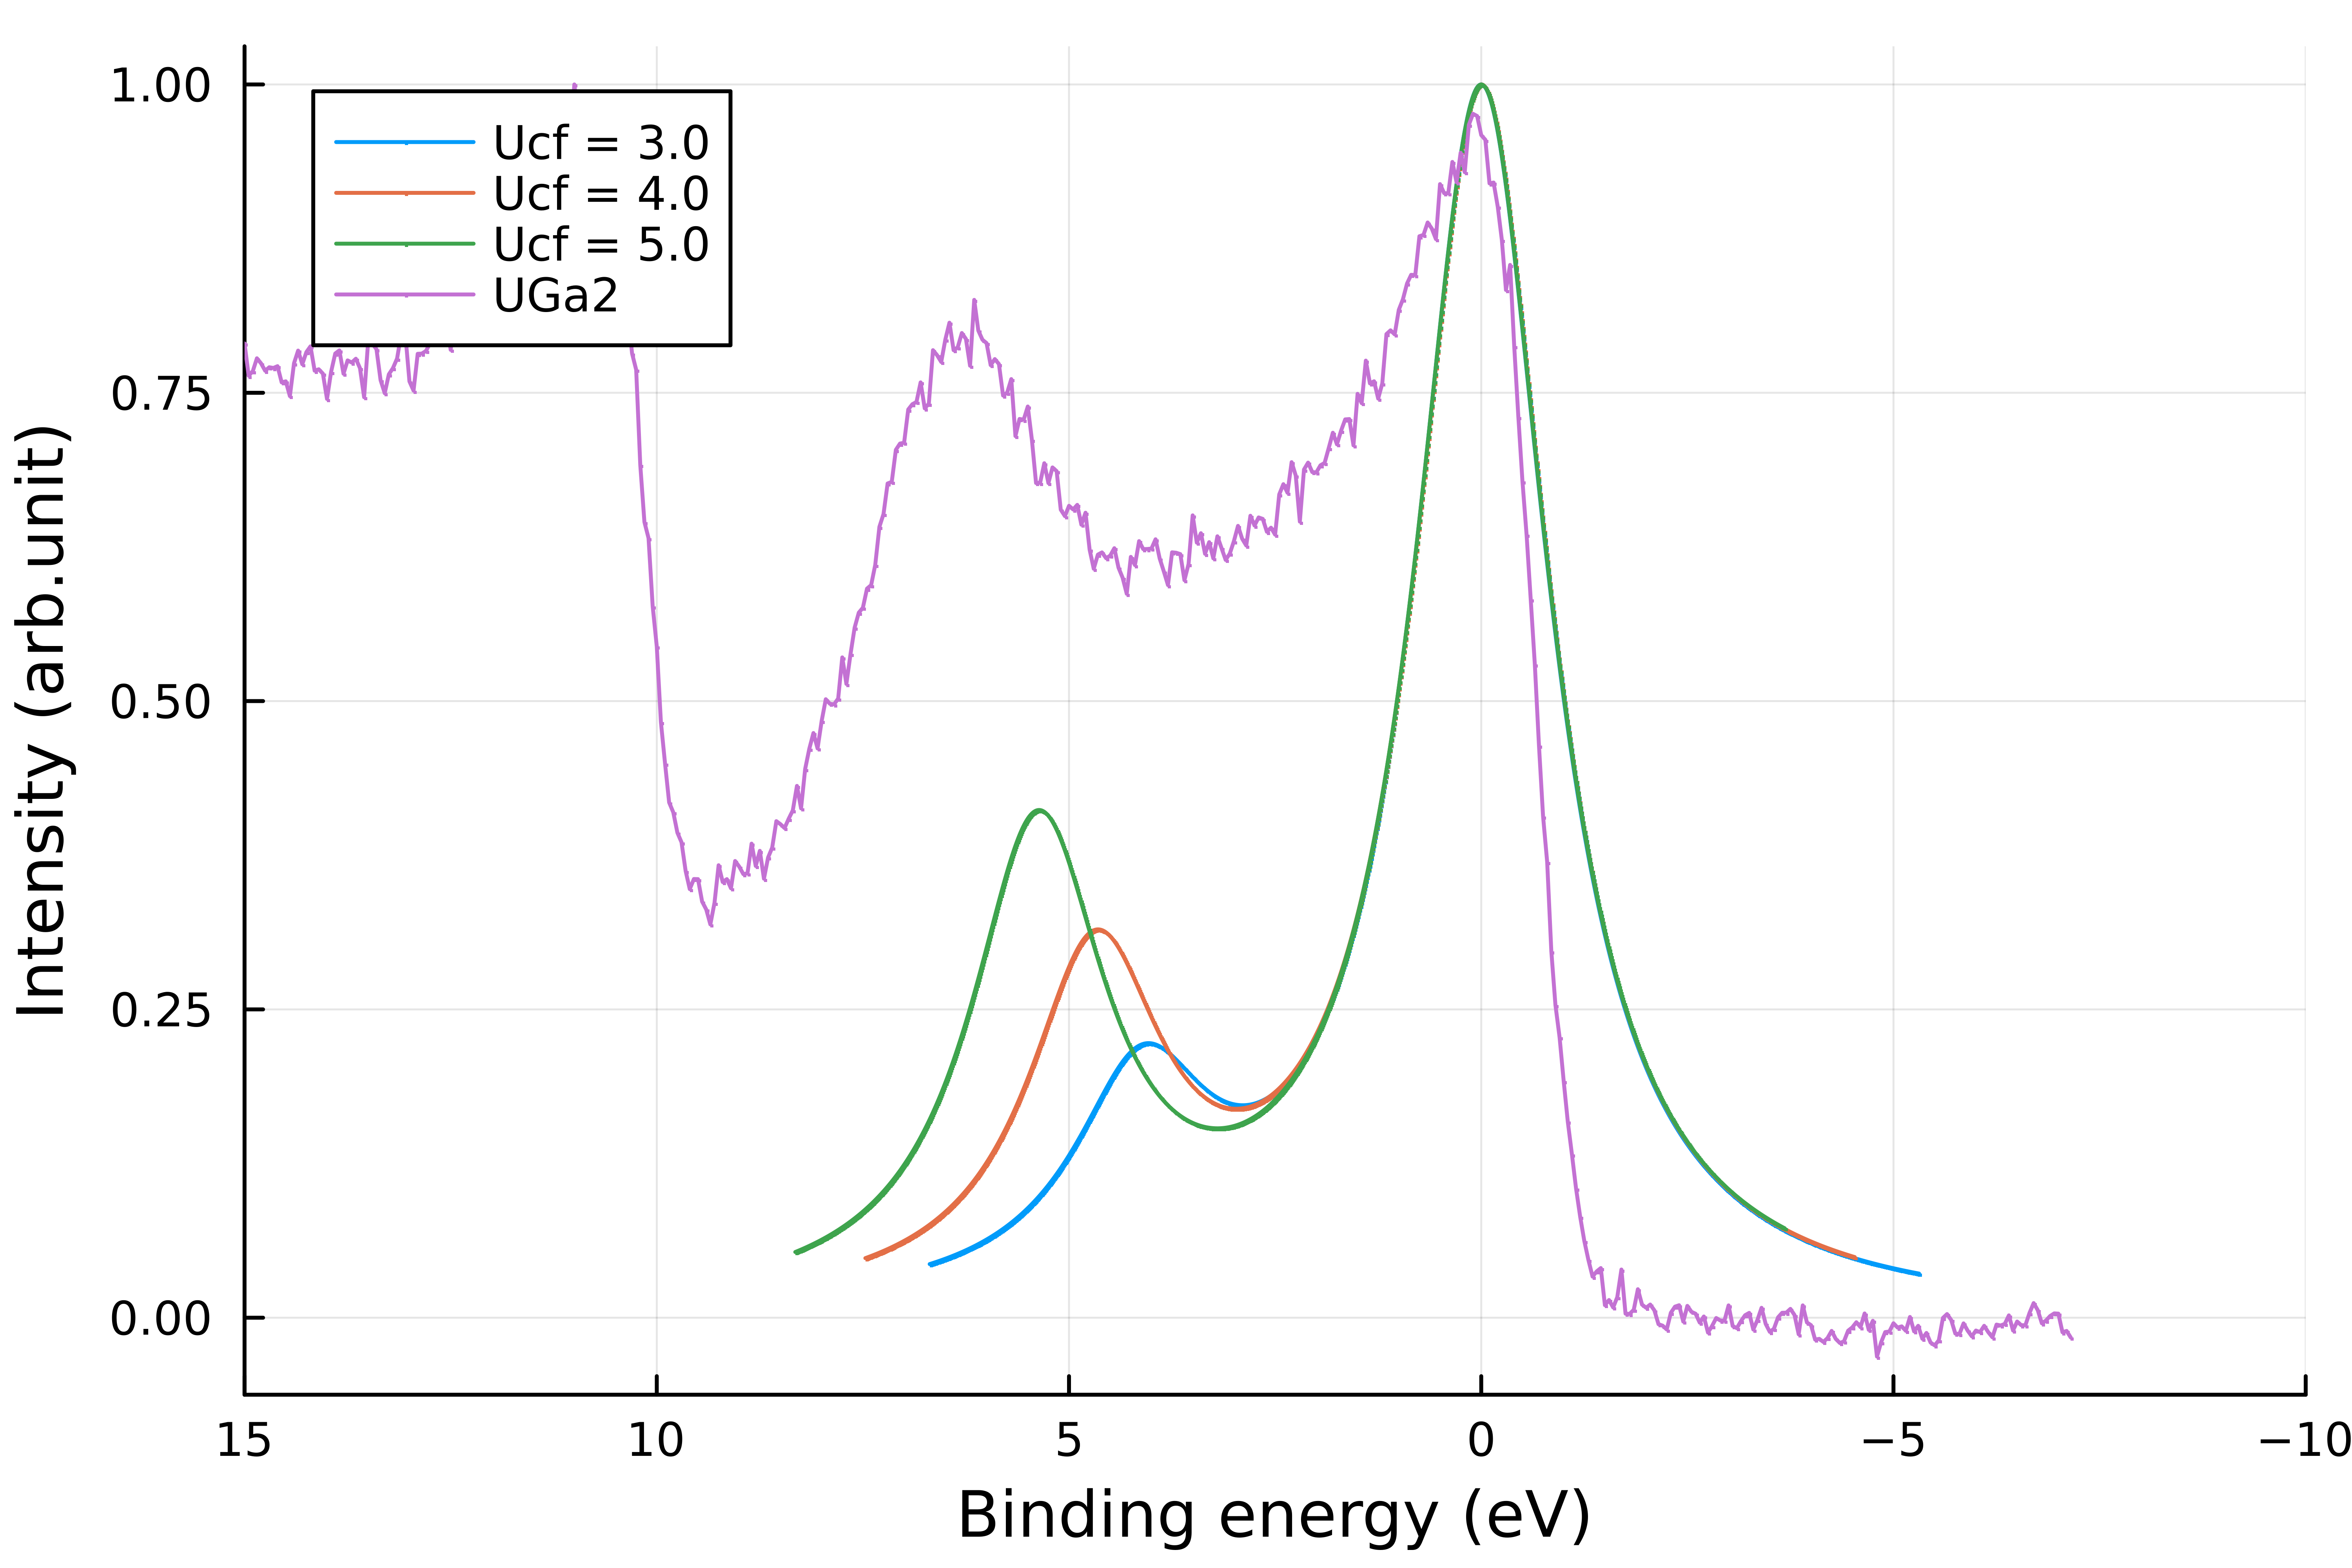 1.00
0.75
0.50
0.25
0.00
Intensity (arb.unit)
Ucf = 3.0
Ucf = 4.0
Ucf = 5.0
UGa2
15 10 5 0 −5 −10
Binding energy (eV)